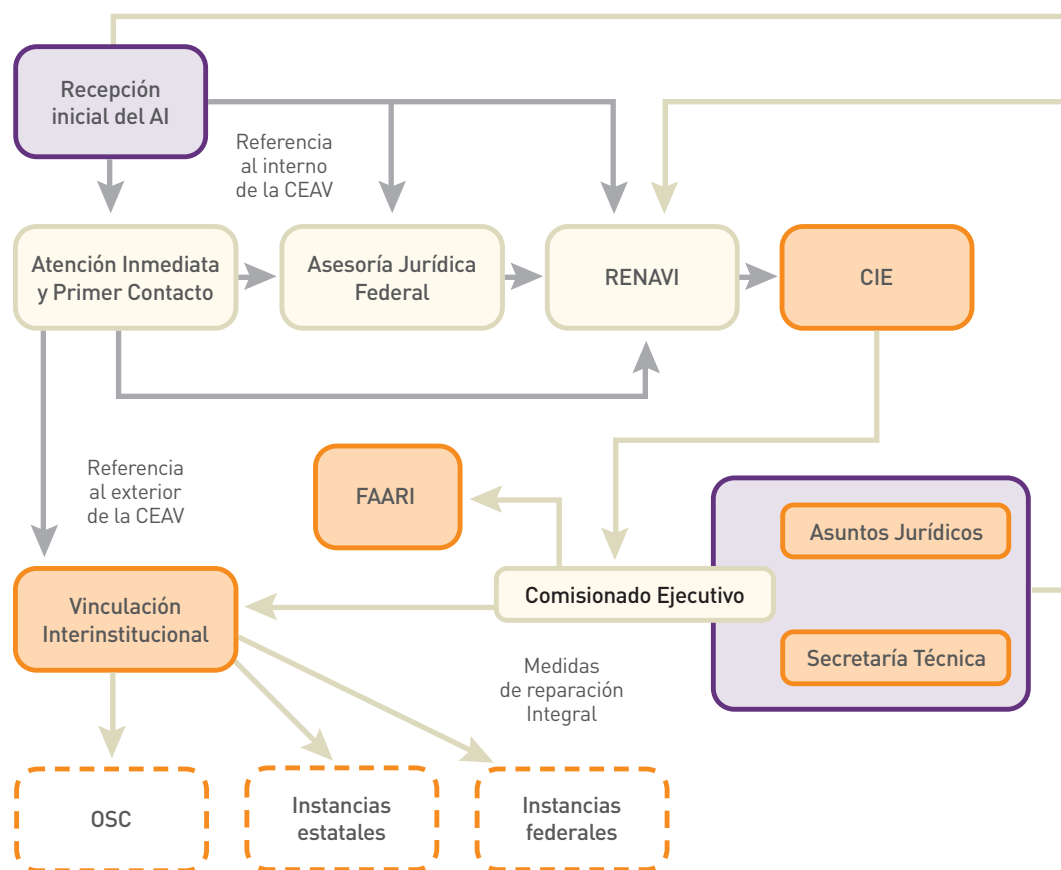 Recepción
inicial del AI
Referencia
al interno
de la CEAV
Atención Inmediata
y Primer Contacto
Asesoría Jurídica
Federal
RENAVI
CIE
Referencia
al exterior
de la CEAV
FAARI
Asuntos Jurídicos
Comisionado Ejecutivo
Vinculación
Interinstitucional
Secretaría Técnica
Medidas
de reparación
Integral
OSC
Instancias
estatales
Instancias
federales